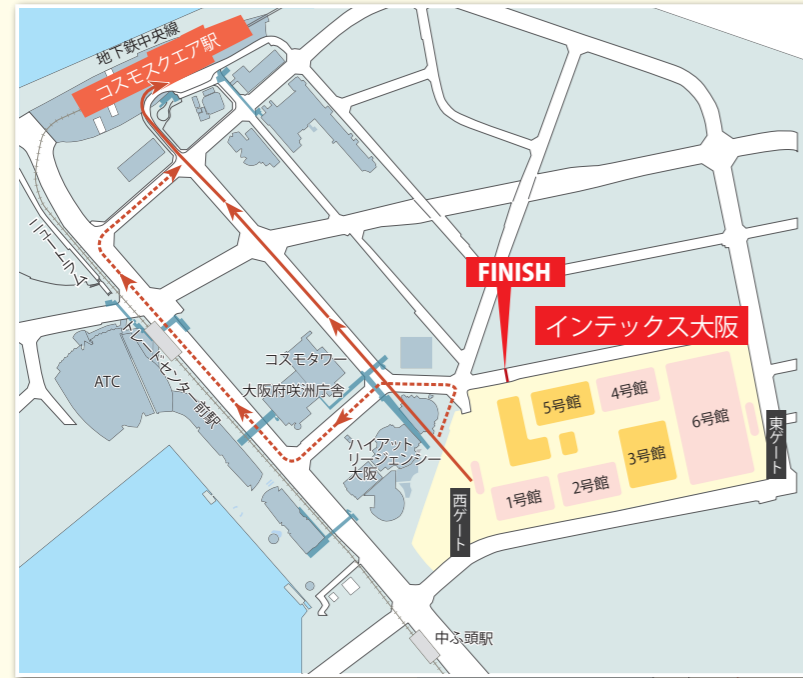 地下鉄中央線
コスモスクエア駅
ニュートラム
トレードセンター前駅
ATC
コスモタワー
大阪府咲洲庁舎
ハイアット
リージェンシー
大阪
FINISH
インテックス大阪
5号館
4号館
6号館
3号館
2号館
1号館
西ゲート
東ゲート
中ふ頭駅